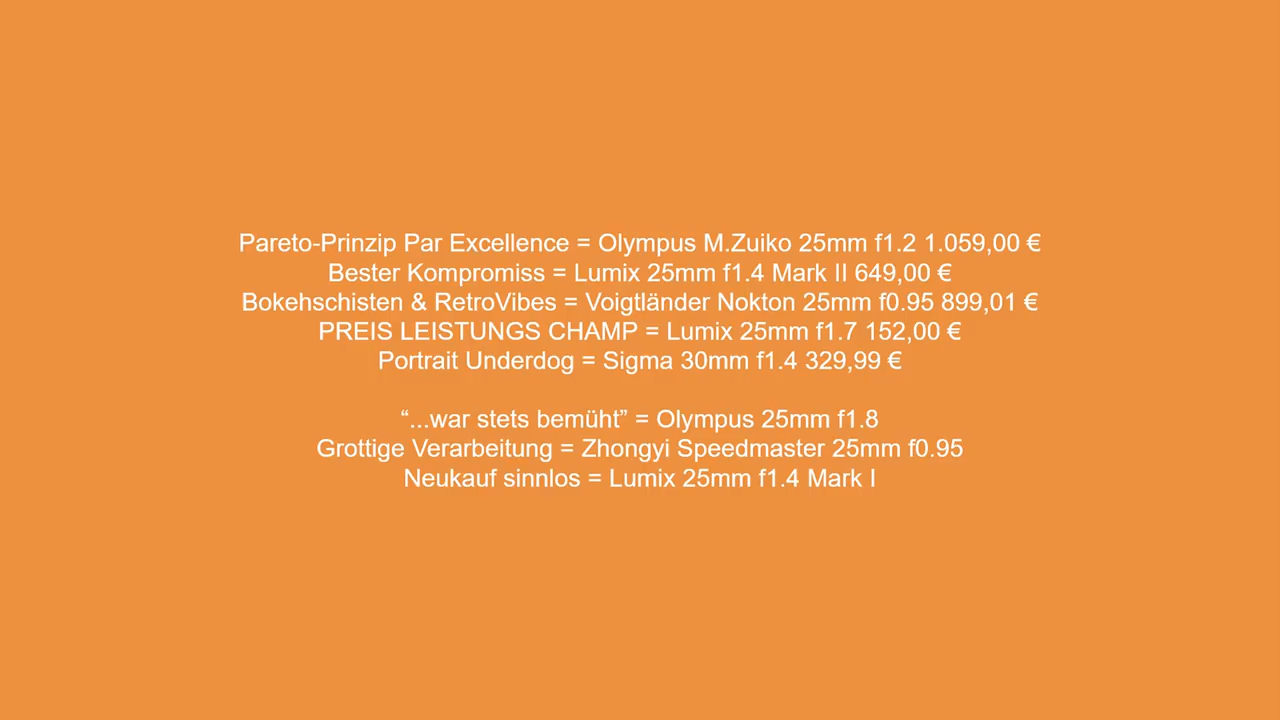 Pareto-Prinzip Par Excellence = Olympus M.Zuiko 25mm f1.2 1.059,00 €
Bester Kompromiss = Lumix 25mm f1.4 Mark II 649,00 €
Bokehschisten & RetroVibes = Voigtländer Nokton 25mm f0.95 899,01 €
PREIS LEISTUNGS CHAMP = Lumix 25mm f1.7 152,00 €
Portrait Underdog = Sigma 30mm f1.4 329,99 €
“...war stets bemüht” = Olympus 25mm f1.8
Grottige Verarbeitung = Zhongyi Speedmaster 25mm f0.95
Neukauf sinnlos = Lumix 25mm f1.4 Mark I